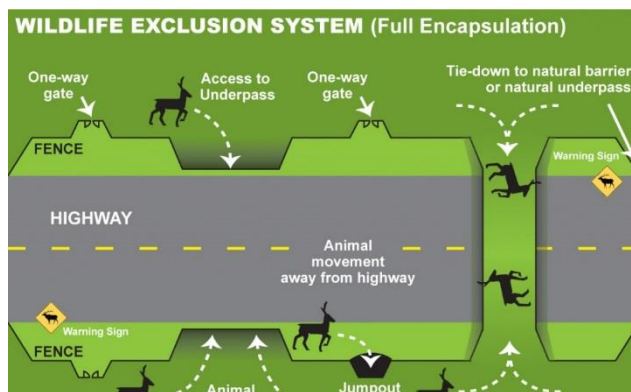 WILDLIFE EXCLUSION SYSTEM (Full Encapsulation)
One-way
gate
Access to
Underpass
One-way
gate
Tie-down to natural barrier
or natural underpass
FENCE
Warning Sign
HIGHWAY
Animal
movement
away from highway
Warning Sign
FENCE
Animal
Jumpout